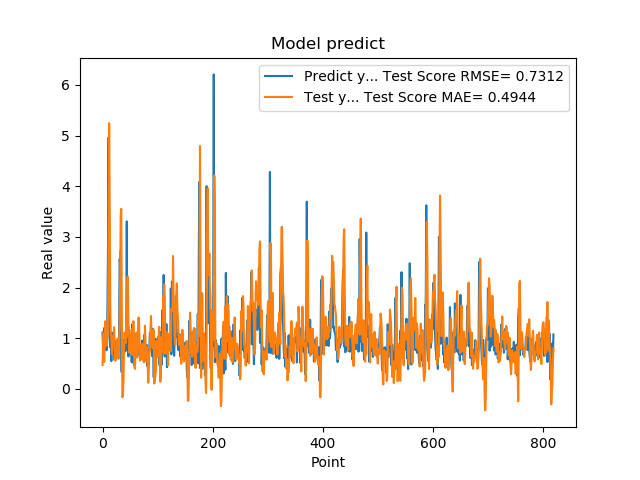 Model predict
Predict y... Test Score RMSE= 0.7312
Test y... Test Score MAE= 0.4944
Real value
6
5
4
3
2
1
0
0 200 400 600 800
Point